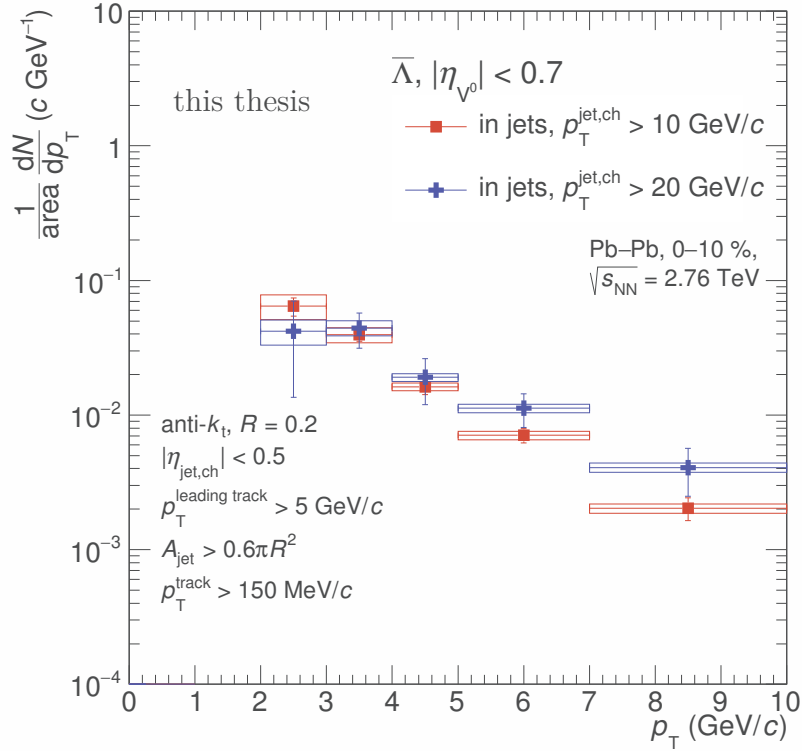 10
1
10⁻¹
10⁻²
10⁻³
10⁻⁴
1/area dN/dp_T (c GeV⁻¹)
this thesis
Λ̅, |η_V⁰| < 0.7
in jets, p_T^jet,ch > 10 GeV/c
in jets, p_T^jet,ch > 20 GeV/c
Pb–Pb, 0–10 %,
√s_NN = 2.76 TeV
anti-k_t, R = 0.2
|η_jet,ch| < 0.5
p_T^leading track > 5 GeV/c
A_jet > 0.6πR²
p_T^track > 150 MeV/c
0 1 2 3 4 5 6 7 8 9 10
p_T (GeV/c)